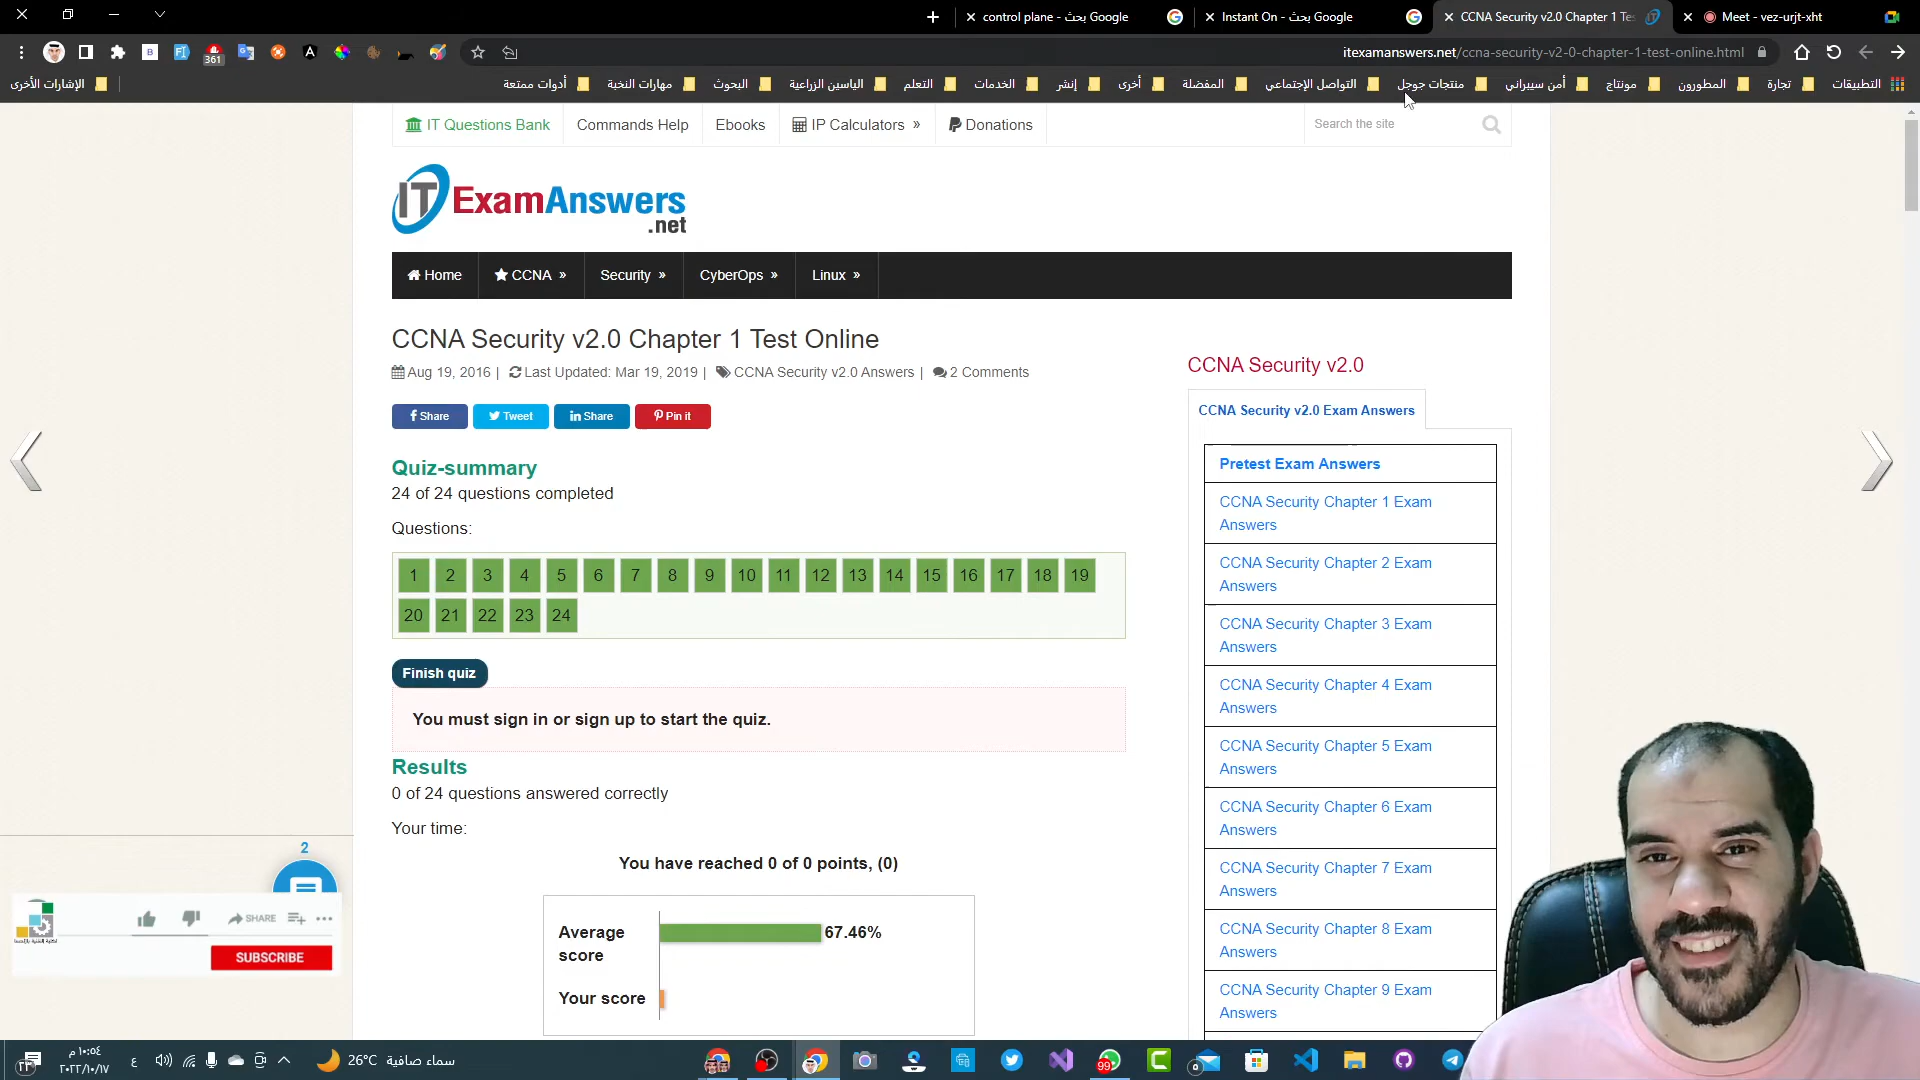 control plane - بحث Google
Instant On - بحث Google
CCNA Security v2.0 Chapter 1 Te
Meet - vez-urjt-xht
361
itexamanswers.net/ccna-security-v2-0-chapter-1-test-online.html
التطبيقات
تجارة
المطورون
مونتاج
أمن سيبراني
منتجات جوجل
التواصل الإجتماعي
المفضلة
أخرى
إنشر
الخدمات
التعلم
الياسين الزراعية
البحوث
مهارات النخبة
أدوات ممتعة
الإشارات الأخرى
IT Questions Bank
Commands Help
Ebooks
IP Calculators »
Donations
Search the site
IT ExamAnswers
.net
Home
CCNA »
Security »
CyberOps »
Linux »
CCNA Security v2.0 Chapter 1 Test Online
Aug 19, 2016 | Last Updated: Mar 19, 2019 | CCNA Security v2.0 Answers | 2 Comments
Share
Tweet
Share
Pin it
Quiz-summary
24 of 24 questions completed
Questions:
1 2 3 4 5 6 7 8 9 10 11 12 13 14 15 16 17 18 19
20 21 22 23 24
Finish quiz
You must sign in or sign up to start the quiz.
Results
0 of 24 questions answered correctly
Your time:
You have reached 0 of 0 points, (0)
Average
score
67.46%
Your score
CCNA Security v2.0
CCNA Security v2.0 Exam Answers
Pretest Exam Answers
CCNA Security Chapter 1 Exam
Answers
CCNA Security Chapter 2 Exam
Answers
CCNA Security Chapter 3 Exam
Answers
CCNA Security Chapter 4 Exam
Answers
CCNA Security Chapter 5 Exam
Answers
CCNA Security Chapter 6 Exam
Answers
CCNA Security Chapter 7 Exam
Answers
CCNA Security Chapter 8 Exam
Answers
CCNA Security Chapter 9 Exam
Answers
2
SHARE
SUBSCRIBE
١٠:٥٤ م
٢٠٢٢/١٠/١٧
ع
26°C سماء صافية
99